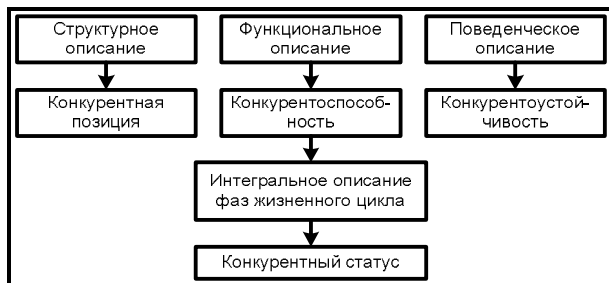 Структурное
описание
Функциональное
описание
Поведенческое
описание
Конкурентная
позиция
Конкурентоспособ-
ность
Конкурентоустой-
чивость
Интегральное описание
фаз жизненного цикла
Конкурентный статус